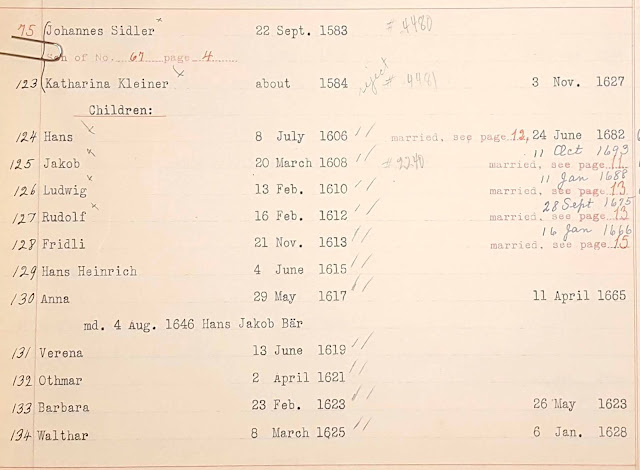 75 Johannes Sidler x 22 Sept. 1583 # 4480
Son of No. 67 page 4
123 Katharina Kleiner x about 1584 reject # 4481 3 Nov. 1627
Children:
124 Hans x 8 July 1606 // married, see page 12, 24 June 1682
11 Oct 1693
125 Jakob x 20 March 1608 // # 2240 married, see page 11
11 Jan 1688
126 Ludwig x 13 Feb. 1610 // married, see page 13
28 Sept 1675
127 Rudolf x 16 Feb. 1612 // married, see page 13
16 Jan 1666
128 Fridli 21 Nov. 1613 // married, see page 15
129 Hans Heinrich 4 June 1615 //
130 Anna 29 May 1617 // 11 April 1665
md. 4 Aug. 1646 Hans Jakob Bär
131 Verena 13 June 1619 //
132 Othmar 2 April 1621 //
133 Barbara 23 Feb. 1623 // 26 May 1623
134 Walthar 8 March 1625 // 6 Jan. 1628